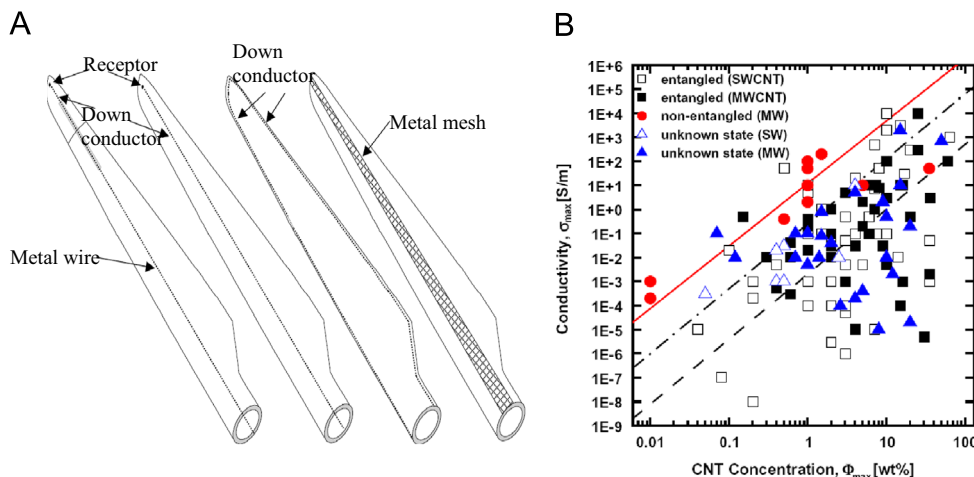 A
Receptor
Down
conductor
Metal wire
Down
conductor
Metal mesh
B
Conductivity, σmax [S/m]
1E+6
1E+5
1E+4
1E+3
1E+2
1E+1
1E+0
1E-1
1E-2
1E-3
1E-4
1E-5
1E-6
1E-7
1E-8
1E-9
entangled (SWCNT)
entangled (MWCNT)
non-entangled (MW)
unknown state (SW)
unknown state (MW)
0.01 0.1 1 10 100
CNT Concentration, Φmax [wt%]